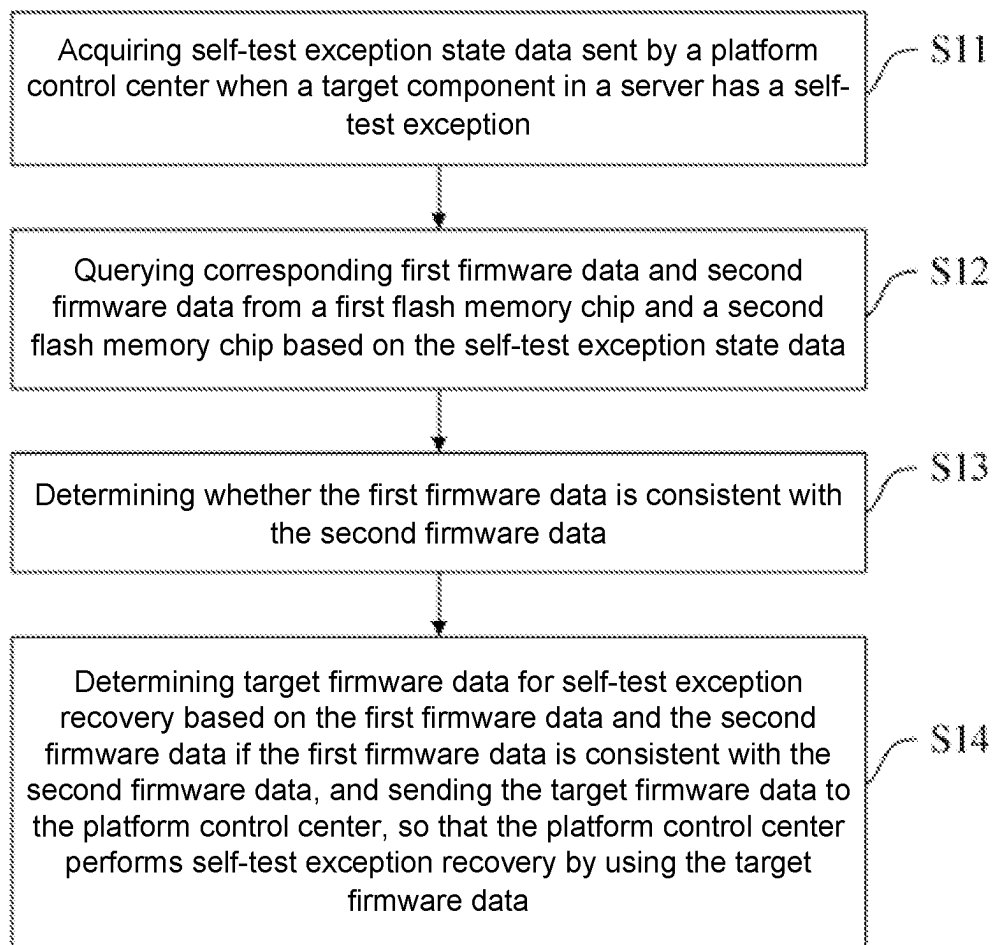 Acquiring self-test exception state data sent by a platform
control center when a target component in a server has a self-
test exception
S11
Querying corresponding first firmware data and second
firmware data from a first flash memory chip and a second
flash memory chip based on the self-test exception state data
S12
Determining whether the first firmware data is consistent with
the second firmware data
S13
Determining target firmware data for self-test exception
recovery based on the first firmware data and the second
firmware data if the first firmware data is consistent with the
second firmware data, and sending the target firmware data to
the platform control center, so that the platform control center
performs self-test exception recovery by using the target
firmware data
S14